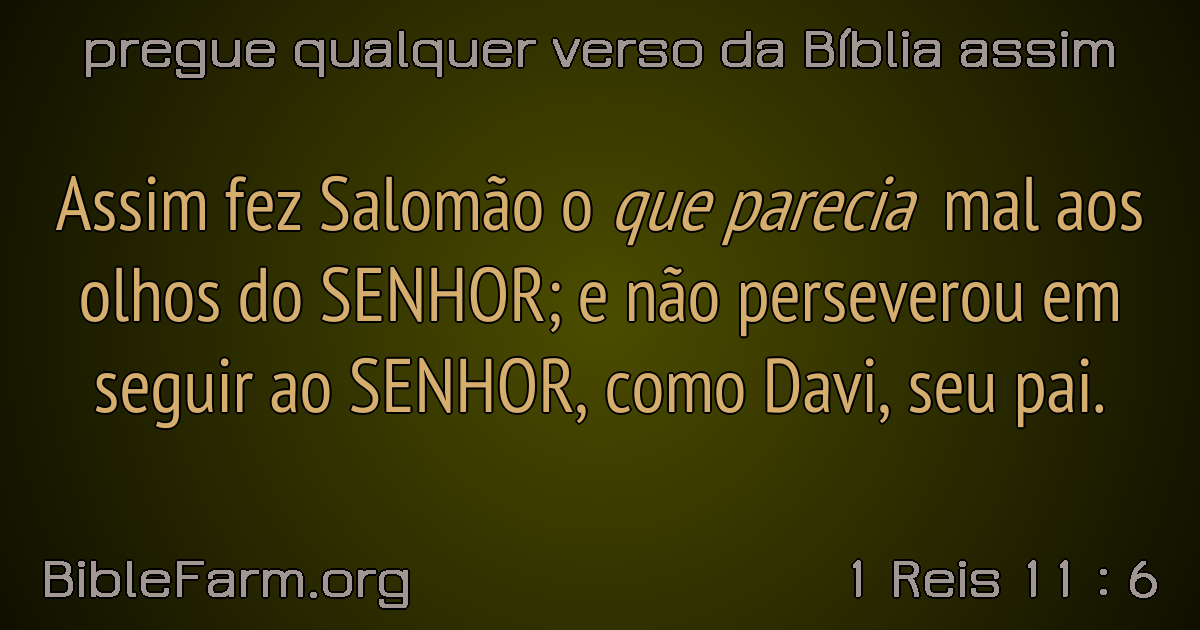 pregue qualquer verso da Bíblia assim
Assim fez Salomão o que parecia mal aos
olhos do SENHOR; e não perseverou em
seguir ao SENHOR, como Davi, seu pai.
BibleFarm.org
1 Reis 11 : 6